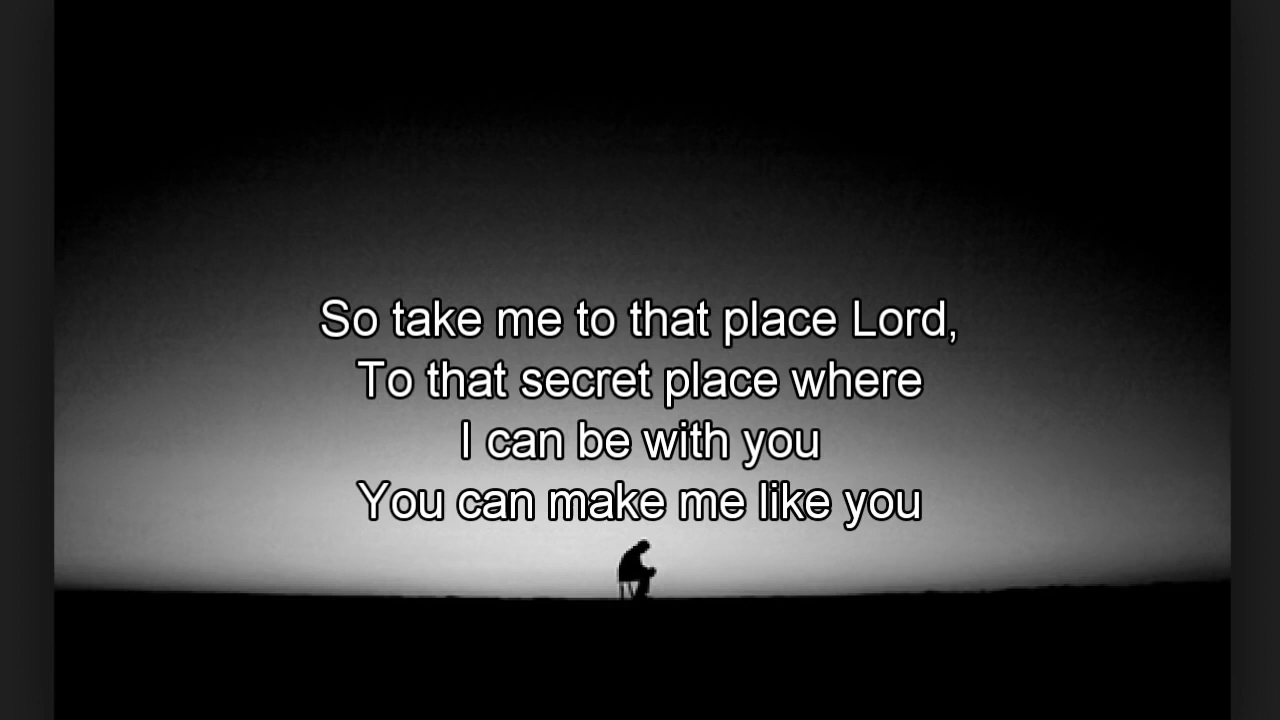 So take me to that place Lord,
To that secret place where
I can be with you
You can make me like you